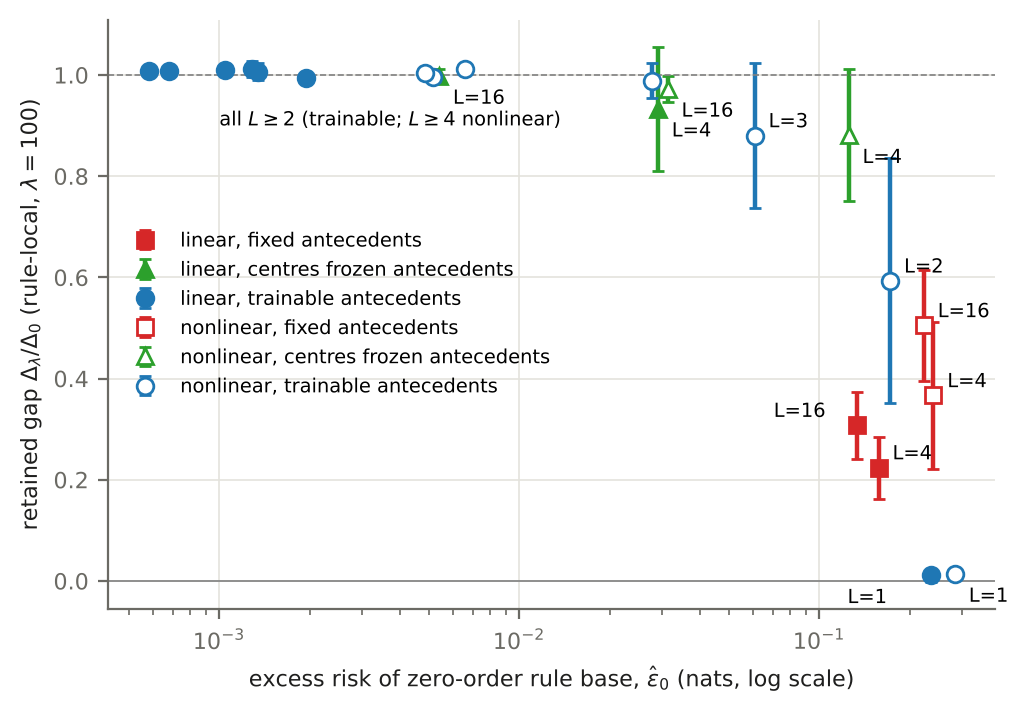 1.0
0.8
0.6
0.4
0.2
0.0
retained gap Δ_λ/Δ_0 (rule-local, λ = 100)
L=16
all L ≥ 2 (trainable; L ≥ 4 nonlinear)
L=16
L=4
L=3
L=4
L=2
L=16
L=4
L=16
L=4
L=1
L=1
linear, fixed antecedents
linear, centres frozen antecedents
linear, trainable antecedents
nonlinear, fixed antecedents
nonlinear, centres frozen antecedents
nonlinear, trainable antecedents
10⁻³
10⁻²
10⁻¹
excess risk of zero-order rule base, ε̂₀ (nats, log scale)